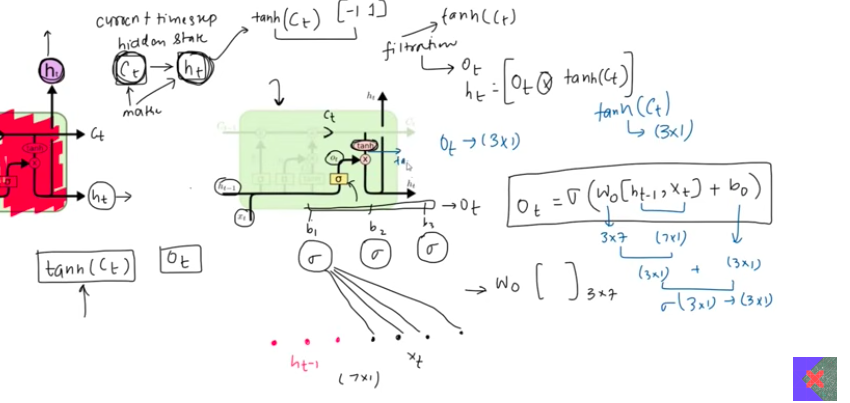 current timestep
hidden state
tanh(Ct) [-1 1]
tanh(Ct)
filtration
Ct → ht
make
Ot
ht = [Ot ⊗ tanh(Ct)]
tanh(Ct)
↳ (3x1)
ht
Ct
tanh
ht →
Ct
ht
tanh
Ot → (3x1)
ot
σ
ht-1
ht
xt
→ Ot
Ot = σ(Wo[ht-1, xt] + bo)
3x7 (7x1)
(3x1) + (3x1)
σ(3x1) → (3x1)
b1 b2 b3
σ σ σ
tanh(Ct) Ot
→ Wo [ ] 3x7
ht-1 xt
(7x1)